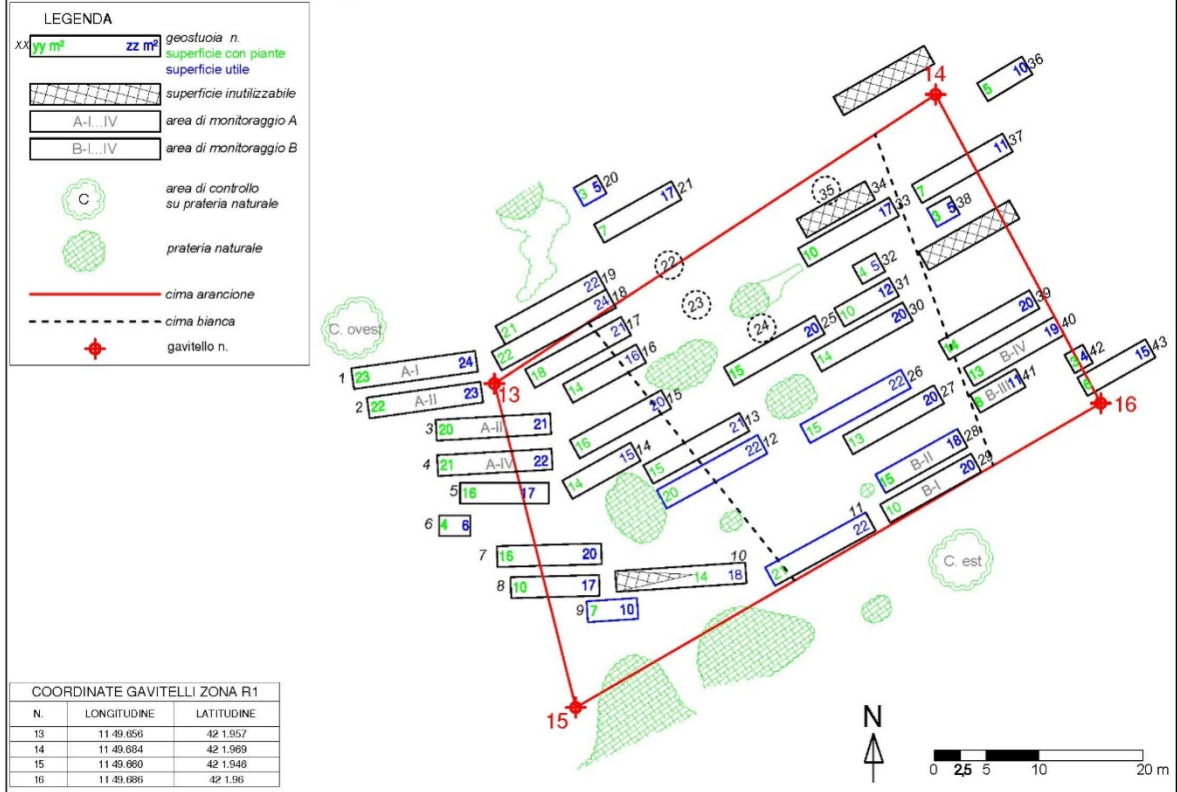 LEGENDA
XX yy m² zz m² geostuoia n.
superficie con piante
superficie utile
superficie inutilizzabile
A-I...IV area di monitoraggio A
B-I...IV area di monitoraggio B
C area di controllo
su prateria naturale
prateria naturale
cima arancione
cima bianca
gavitello n.
14
5 10 36
7 11 37
3 5 38
35
34
10 17 33
3 5 20
7 17 21
22
4 5 32
23
10 12 31
24
14 20 30
15 20 25
21 22 19
22 24 18
18 21 17
14 16 16
C. ovest
1 23 A-I 24
2 22 A-II 23
13
3 20 A-II 21
4 21 A-IV 22
5 16 17
6 4 6
7 16 20
8 10 17
9 7 10
10
14 18
16 20 15
14 15 14
15 21 13
20 22 12
15 22 26
13 20 27
14 20 39
13 B-IV 19 40
8 B-III 11 41
3 4 42
6 15 43
16
15 B-II 18 28
10 B-I 20 29
11
22
C. est
15
COORDINATE GAVITELLI ZONA R1
N. LONGITUDINE LATITUDINE
13 11 49.656 42 1.957
14 11 49.684 42 1.969
15 11 49.660 42 1.946
16 11 49.686 42 1.96
N
0 2,5 5 10 20 m